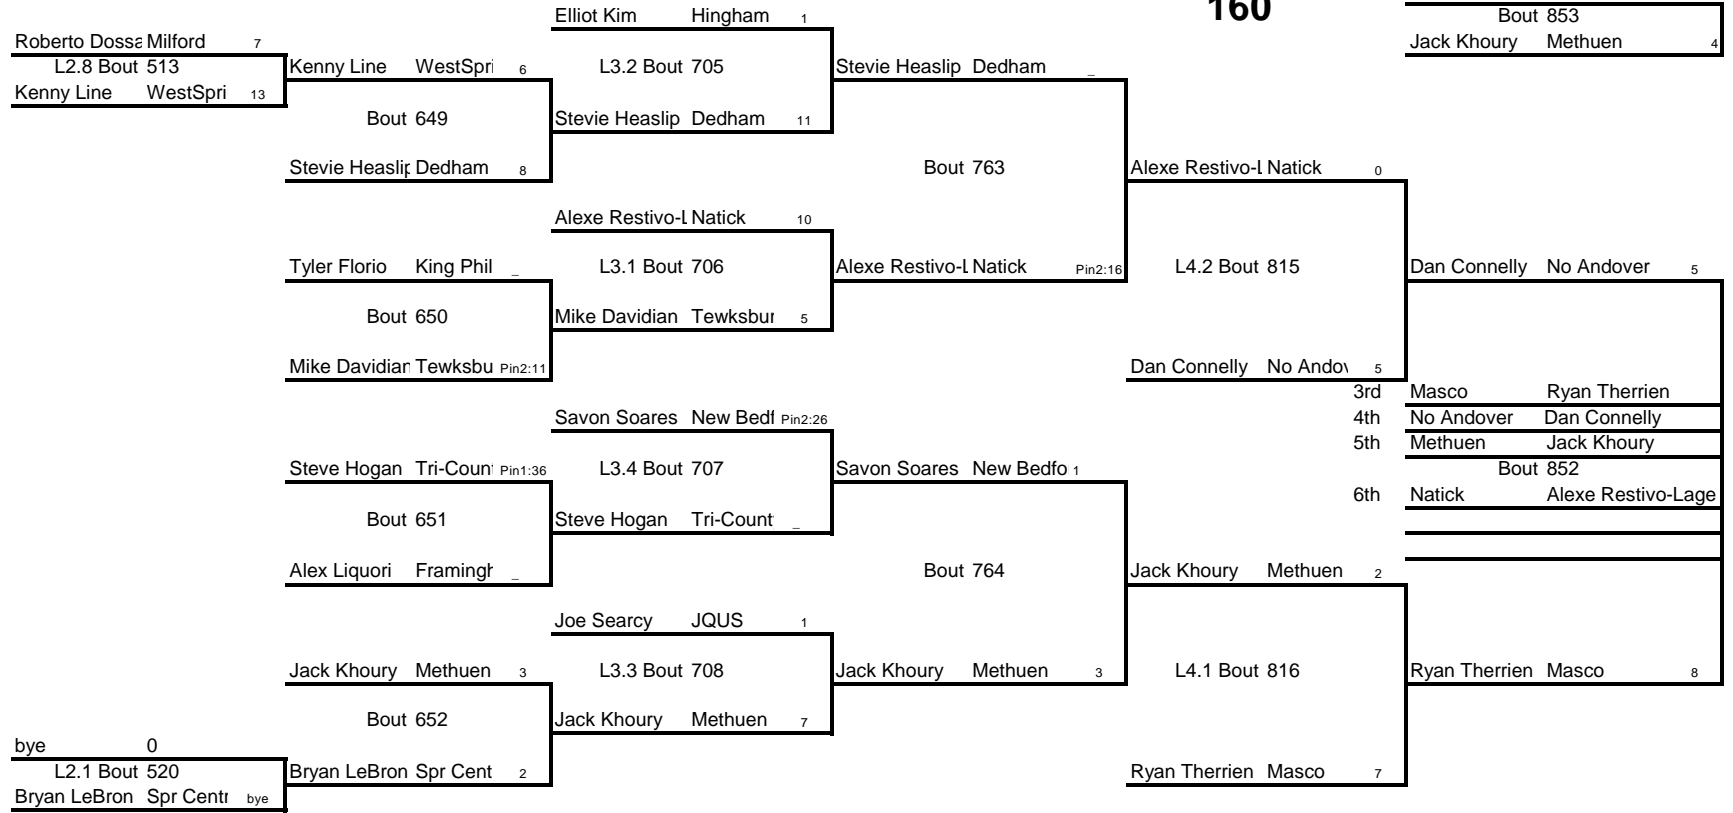 160
Elliot Kim Hingham 1
Bout 853
Roberto Dossa Milford 7
Jack Khoury Methuen 4
L2.8 Bout 513
Kenny Line WestSpri 6
L3.2 Bout 705
Stevie Heaslip Dedham _
Kenny Line WestSpri 13
Bout 649
Stevie Heaslip Dedham 11
Stevie Heaslip Dedham 8
Bout 763
Alexe Restivo-L Natick 0
Alexe Restivo-L Natick 10
Tyler Florio King Phil _
L3.1 Bout 706
Alexe Restivo-L Natick Pin2:16
L4.2 Bout 815
Dan Connelly No Andover 5
Bout 650
Mike Davidian Tewksbur 5
Mike Davidian Tewksbu Pin2:11
Dan Connelly No Andov 5
3rd Masco Ryan Therrien
Savon Soares New Bedf Pin2:26
4th No Andover Dan Connelly
5th Methuen Jack Khoury
Steve Hogan Tri-Count Pin1:36
L3.4 Bout 707
Savon Soares New Bedfo 1
Bout 852
6th Natick Alexe Restivo-Lage
Bout 651
Steve Hogan Tri-Count _
Alex Liquori Framingh _
Bout 764
Jack Khoury Methuen 2
Joe Searcy JQUS 1
Jack Khoury Methuen 3
L3.3 Bout 708
Jack Khoury Methuen 3
L4.1 Bout 816
Ryan Therrien Masco 8
Bout 652
Jack Khoury Methuen 7
bye 0
L2.1 Bout 520
Bryan LeBron Spr Cent 2
Ryan Therrien Masco 7
Bryan LeBron Spr Centr bye